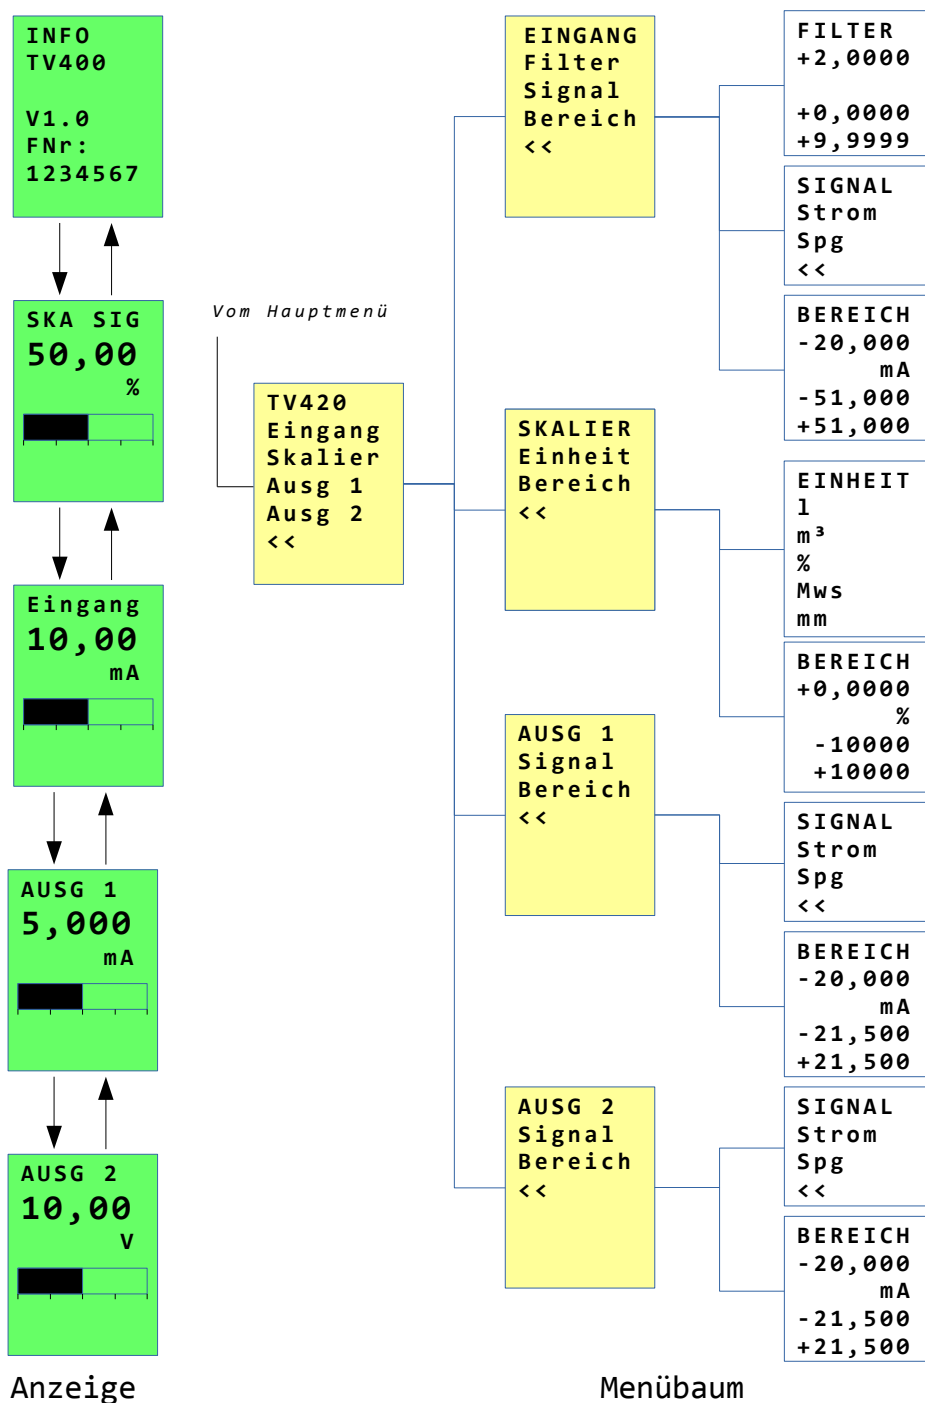 INFO
TV400
V1.0
FNr:
1234567
SKA SIG
50,00
%
Eingang
10,00
mA
AUSG 1
5,000
mA
AUSG 2
10,00
V
Anzeige
Vom Hauptmenü
TV420
Eingang
Skalier
Ausg 1
Ausg 2
<<
EINGANG
Filter
Signal
Bereich
<<
SKALIER
Einheit
Bereich
<<
AUSG 1
Signal
Bereich
<<
AUSG 2
Signal
Bereich
<<
FILTER
+2,0000
+0,0000
+9,9999
SIGNAL
Strom
Spg
<<
BEREICH
-20,000
mA
-51,000
+51,000
EINHEIT
l
m³
%
Mws
mm
BEREICH
+0,0000
%
-10000
+10000
SIGNAL
Strom
Spg
<<
BEREICH
-20,000
mA
-21,500
+21,500
SIGNAL
Strom
Spg
<<
BEREICH
-20,000
mA
-21,500
+21,500
Menübaum